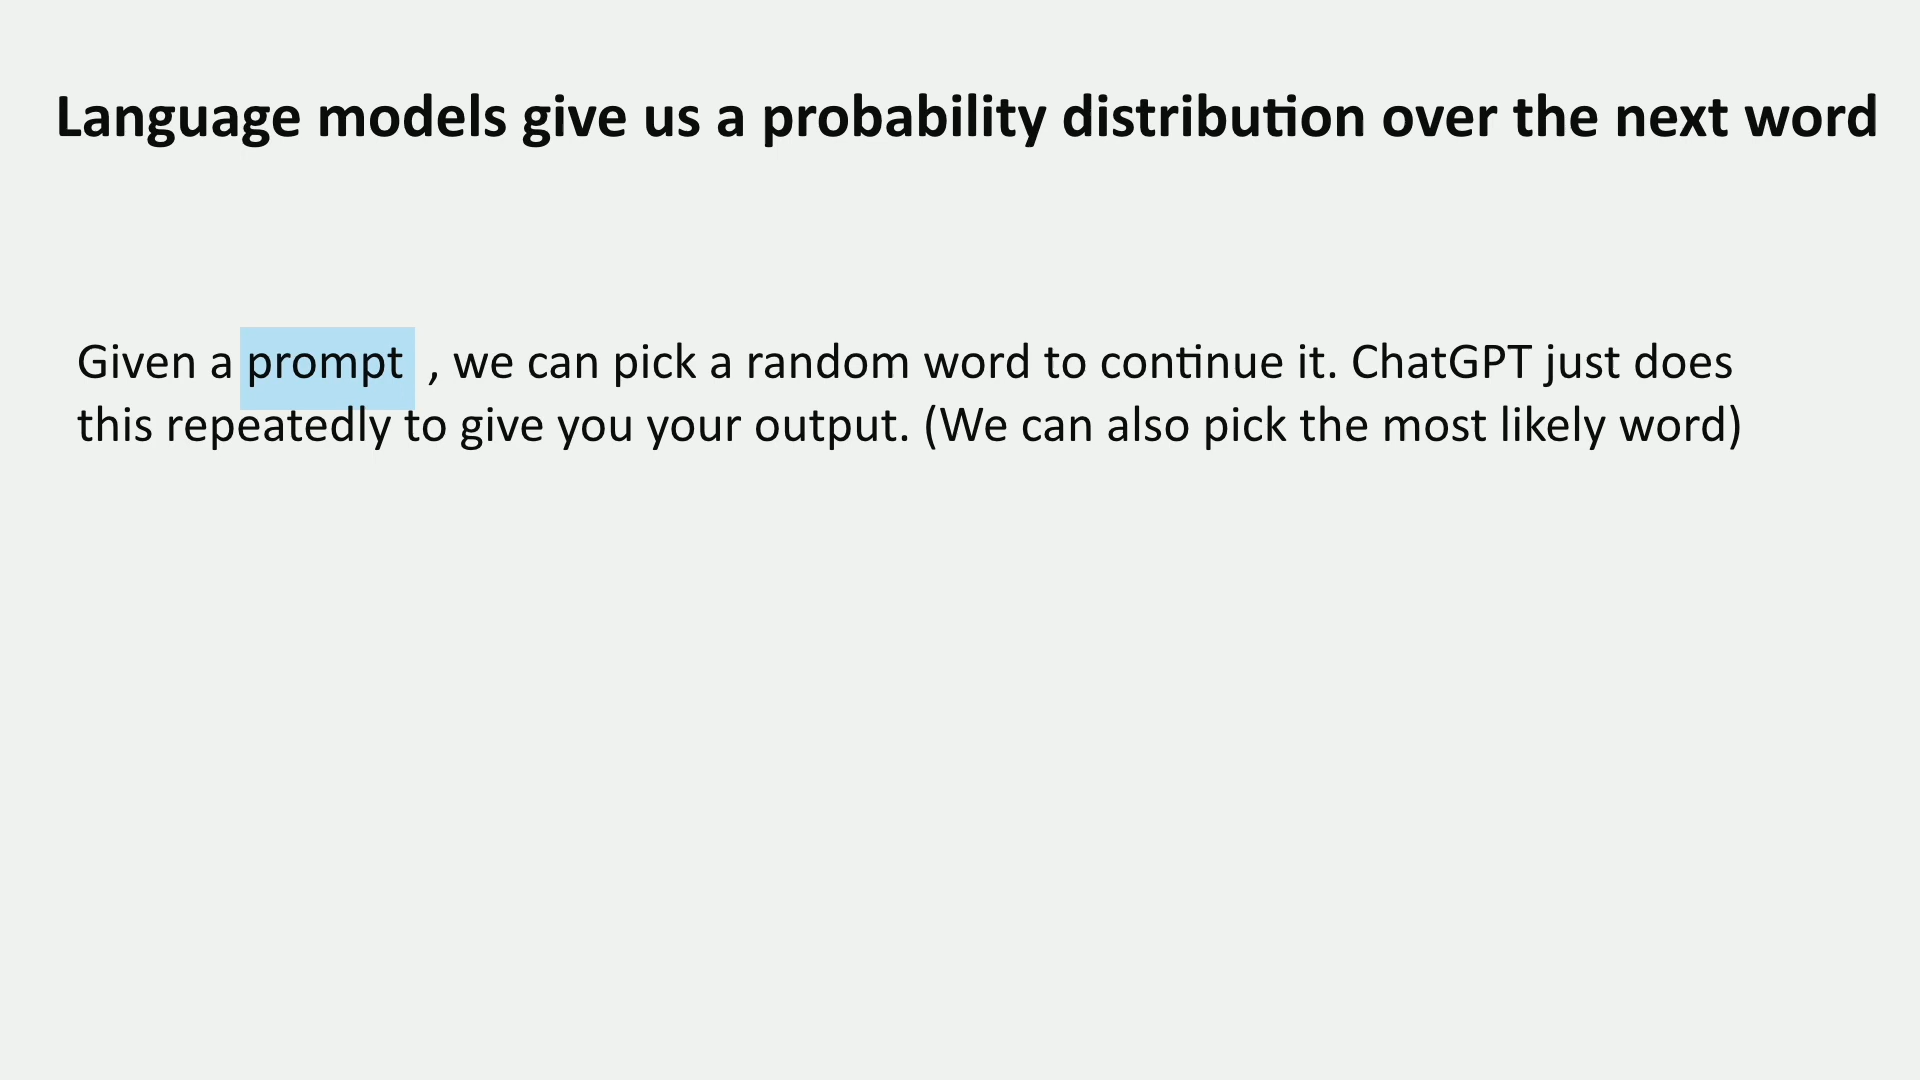 Language models give us a probability distribution over the next word
Given a prompt , we can pick a random word to continue it. ChatGPT just does
this repeatedly to give you your output. (We can also pick the most likely word)